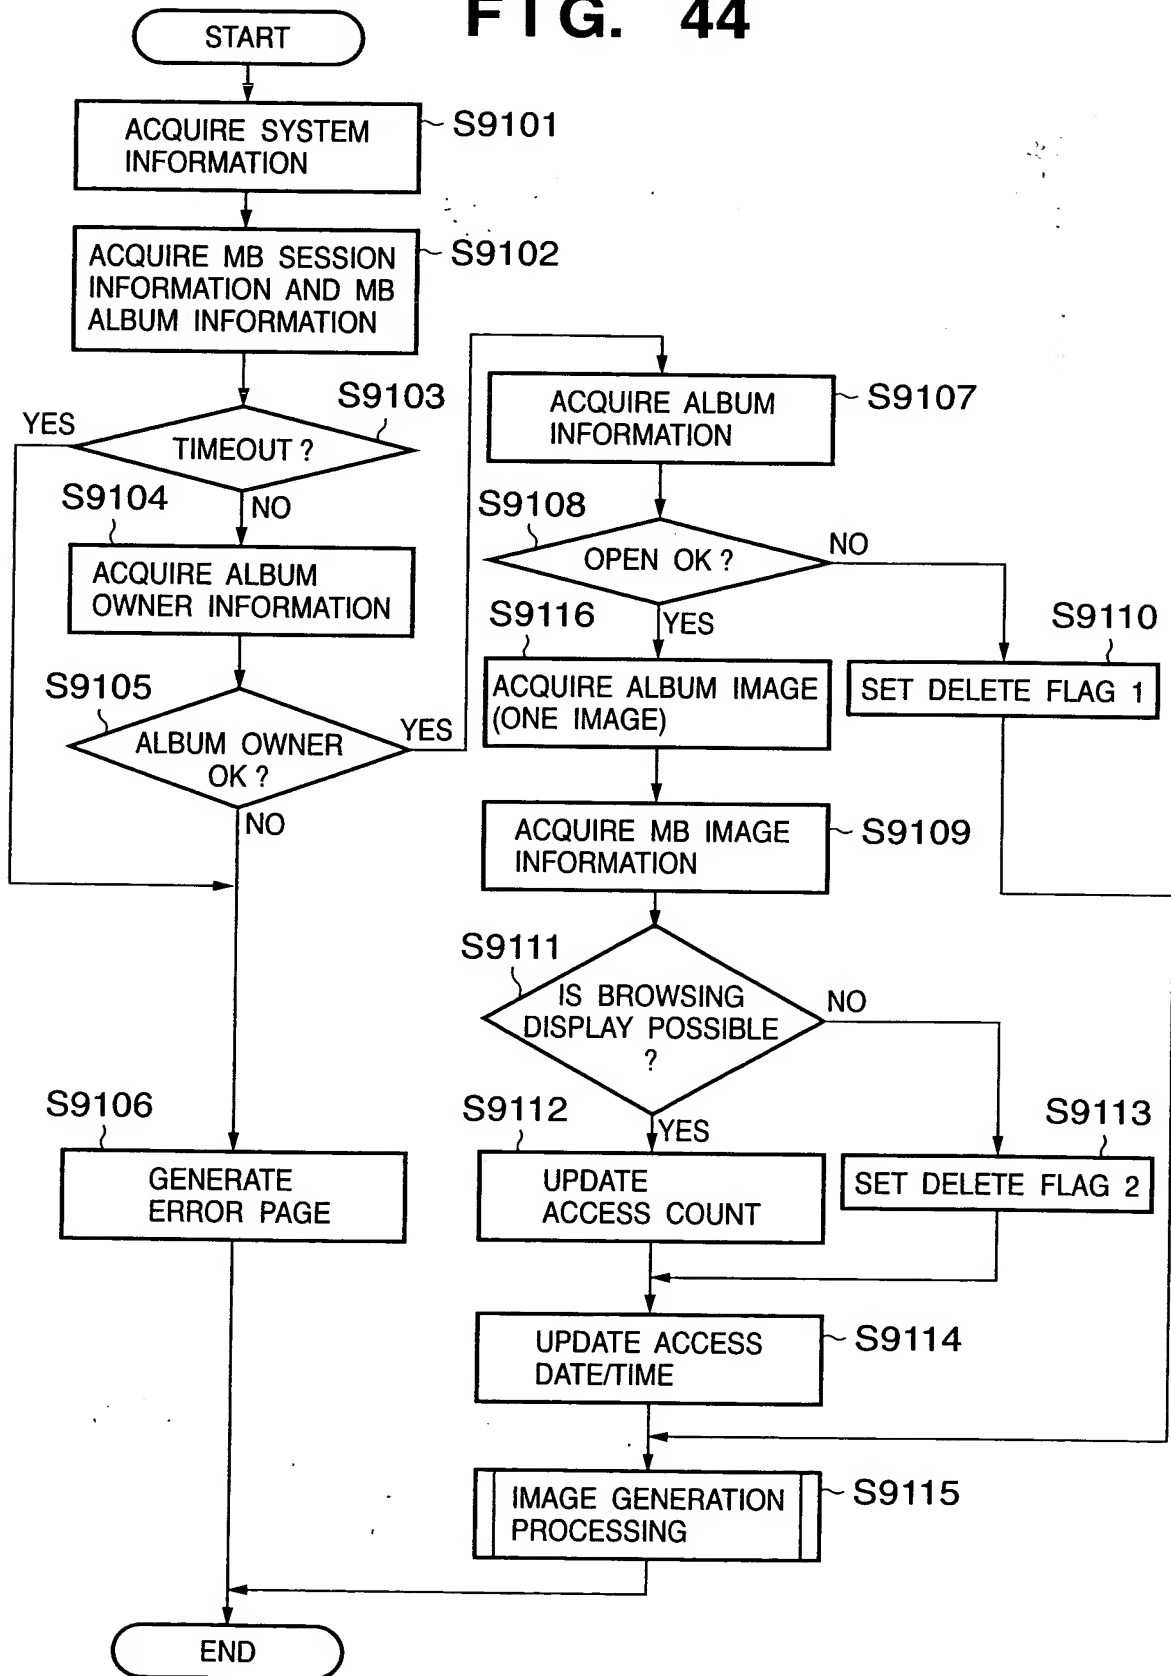 FIG. 44
START
ACQUIRE SYSTEM
INFORMATION
S9101
ACQUIRE MB SESSION
INFORMATION AND MB
ALBUM INFORMATION
S9102
S9103
YES
TIMEOUT ?
NO
S9104
ACQUIRE ALBUM
OWNER INFORMATION
S9105
ALBUM OWNER
OK ?
YES
NO
S9106
GENERATE
ERROR PAGE
ACQUIRE ALBUM
INFORMATION
S9107
S9108
OPEN OK ?
NO
YES
S9116
ACQUIRE ALBUM IMAGE
(ONE IMAGE)
S9110
SET DELETE FLAG 1
ACQUIRE MB IMAGE
INFORMATION
S9109
S9111
IS BROWSING
DISPLAY POSSIBLE
?
NO
YES
S9112
UPDATE
ACCESS COUNT
S9113
SET DELETE FLAG 2
UPDATE ACCESS
DATE/TIME
S9114
IMAGE GENERATION
PROCESSING
S9115
END